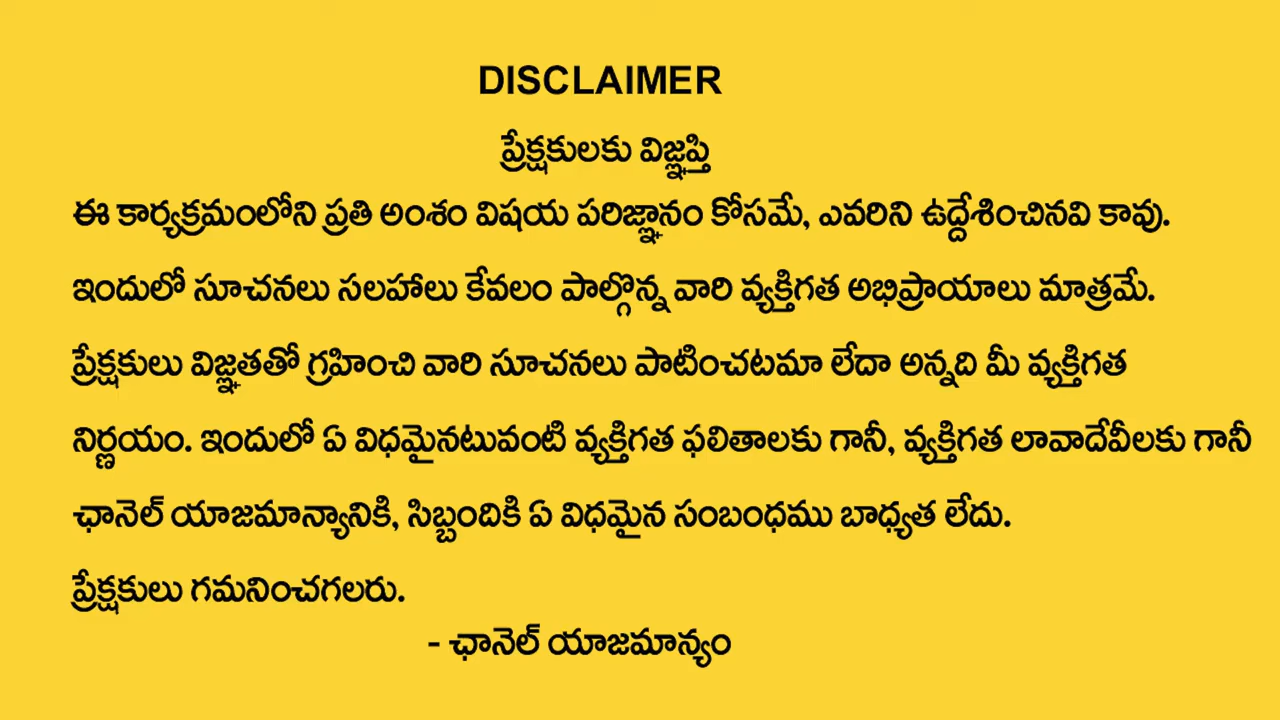 DISCLAIMER
ప్రేక్షకులకు విజ్ఞప్తి
ఈ కార్యక్రమంలోని ప్రతి అంశం విషయ పరిజ్ఞానం కోసమే, ఎవరిని ఉద్దేశించినవి కావు.
ఇందులో సూచనలు సలహాలు కేవలం పాల్గొన్న వారి వ్యక్తిగత అభిప్రాయాలు మాత్రమే.
ప్రేక్షకులు విజ్ఞతతో గ్రహించి వారి సూచనలు పాటించటమా లేదా అన్నది మీ వ్యక్తిగత
నిర్ణయం. ఇందులో ఏ విధమైనటువంటి వ్యక్తిగత ఫలితాలకు గానీ, వ్యక్తిగత లావాదేవీలకు గానీ
ఛానెల్ యాజమాన్యానికి, సిబ్బందికి ఏ విధమైన సంబంధము బాధ్యత లేదు.
ప్రేక్షకులు గమనించగలరు.
- ఛానెల్ యాజమాన్యం